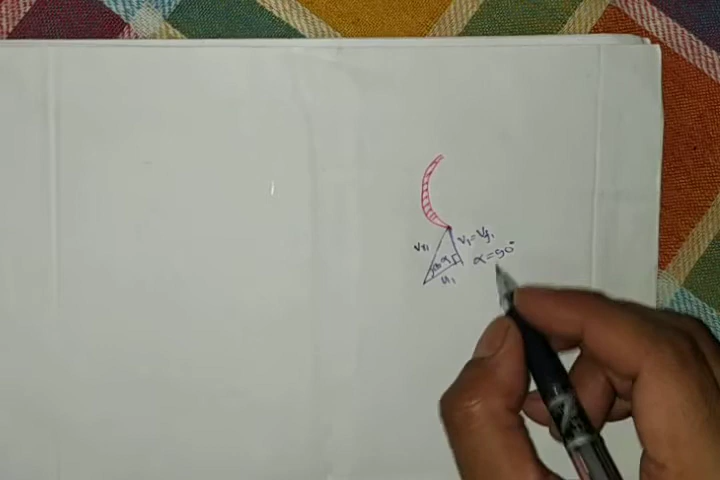 Vr₁ V₁ = Vf₁
α = 90°
θ α
u₁